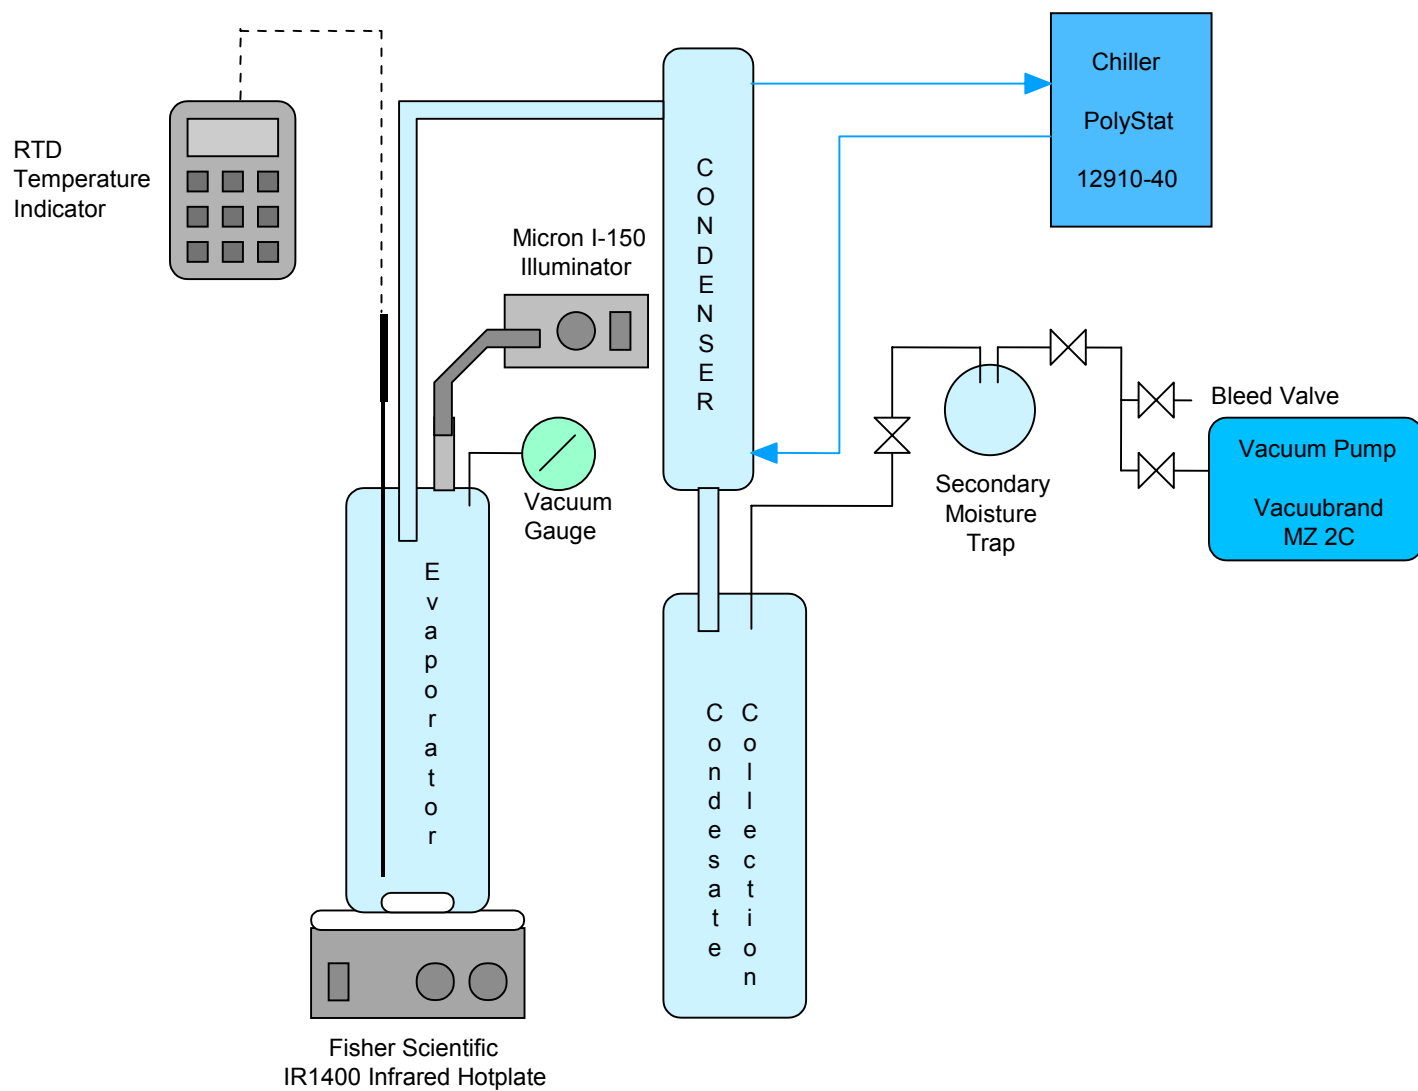 RTD
Temperature
Indicator
Micron I-150
Illuminator
CONDENSER
Chiller
PolyStat
12910-40
Vacuum
Gauge
Evaporator
Condesate
Collection
Secondary
Moisture
Trap
Bleed Valve
Vacuum Pump
Vacuubrand
MZ 2C
Fisher Scientific
IR1400 Infrared Hotplate